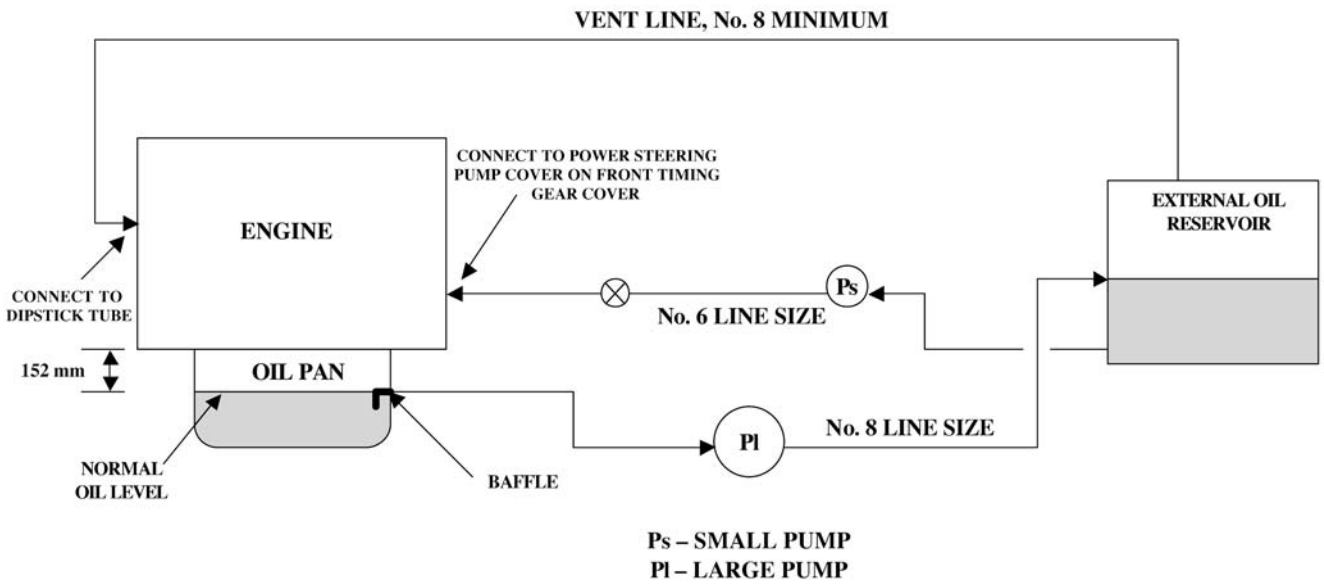 VENT LINE, No. 8 MINIMUM
CONNECT TO POWER STEERING
PUMP COVER ON FRONT TIMING
GEAR COVER
EXTERNAL OIL
RESERVOIR
ENGINE
CONNECT TO
DIPSTICK TUBE
Ps
No. 6 LINE SIZE
152 mm
OIL PAN
Pl
No. 8 LINE SIZE
NORMAL
OIL LEVEL
BAFFLE
Ps – SMALL PUMP
Pl – LARGE PUMP